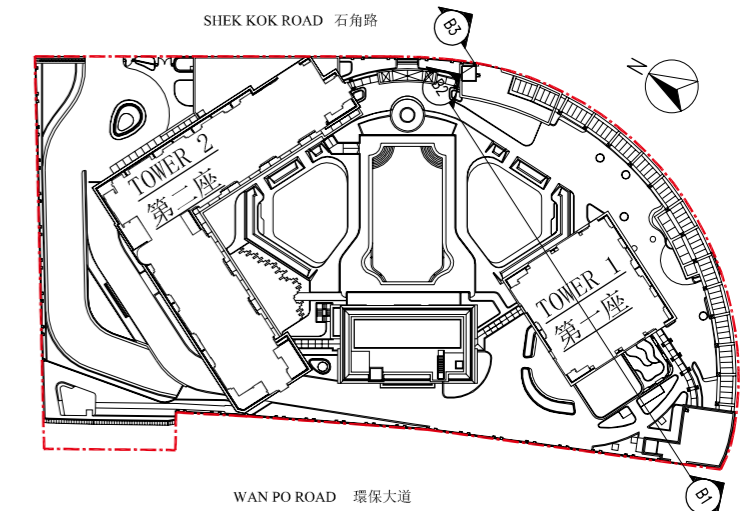 SHEK KOK ROAD 石角路
B3
N
B2
TOWER 2
第二座
TOWER 1
第一座
B1
WAN PO ROAD 環保大道